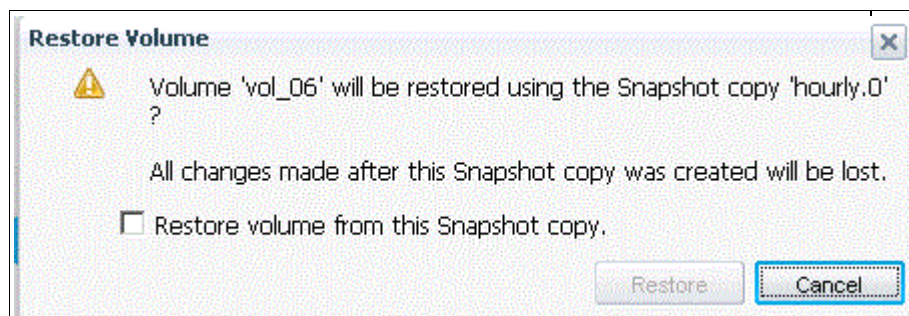 Restore Volume
Volume 'vol_06' will be restored using the Snapshot copy 'hourly.0'
?
All changes made after this Snapshot copy was created will be lost.
Restore volume from this Snapshot copy.
Restore Cancel